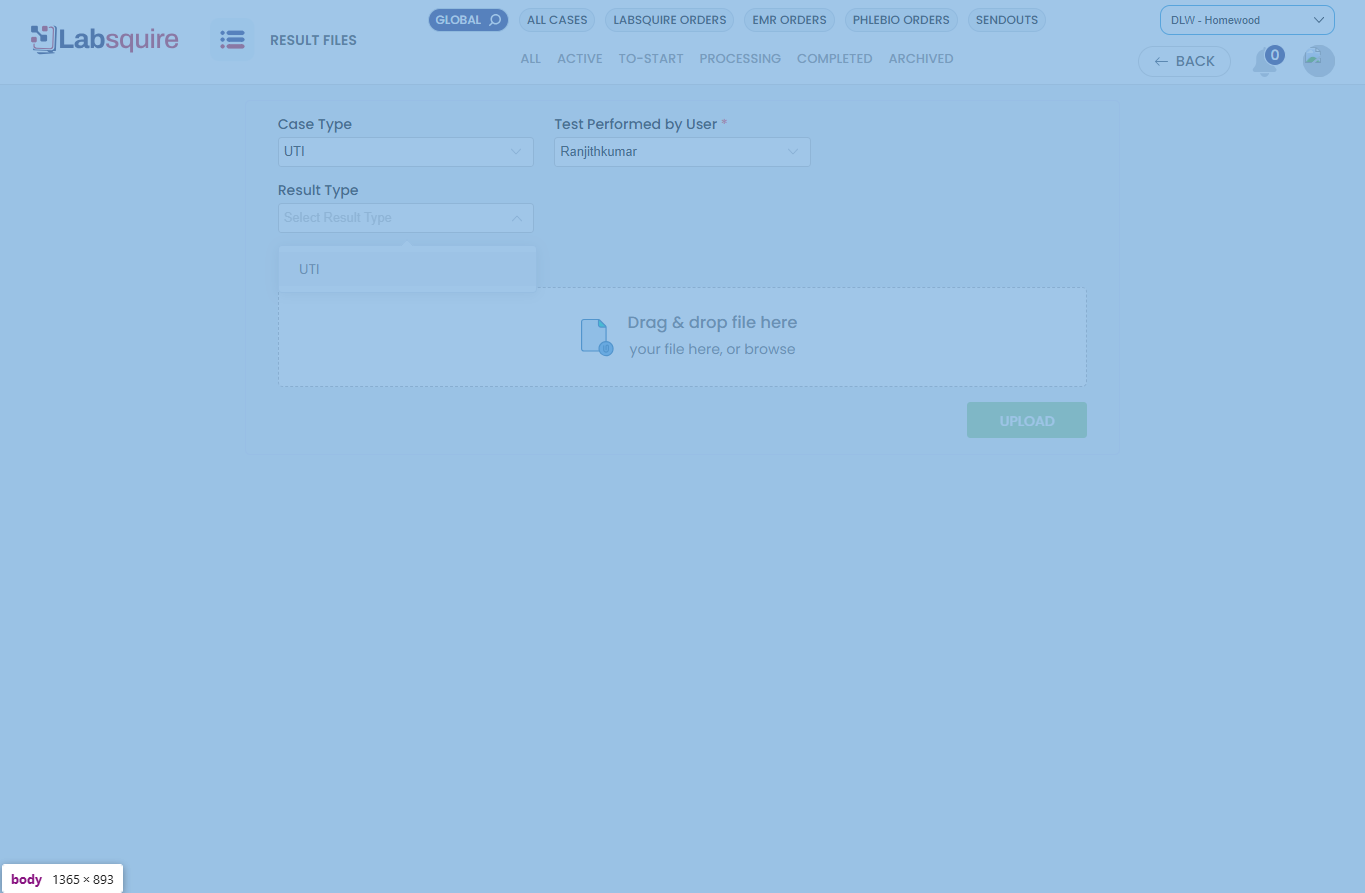 Labsquire
RESULT FILES
GLOBAL
ALL CASES
LABSQUIRE ORDERS
EMR ORDERS
PHLEBIO ORDERS
SENDOUTS
DLW - Homewood
ALL
ACTIVE
TO-START
PROCESSING
COMPLETED
ARCHIVED
BACK
0
Case Type
Test Performed by User *
UTI
Ranjithkumar
Result Type
Select Result Type
UTI
Drag & drop file here
your file here, or browse
UPLOAD
body 1365 × 893